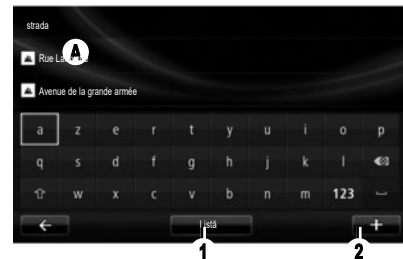 strada
Rue La
A
Avenue de la grande armée
a z e r t y u i o p
q s d f g h j k l
w x c v b n m 123
Listă
+
1 2